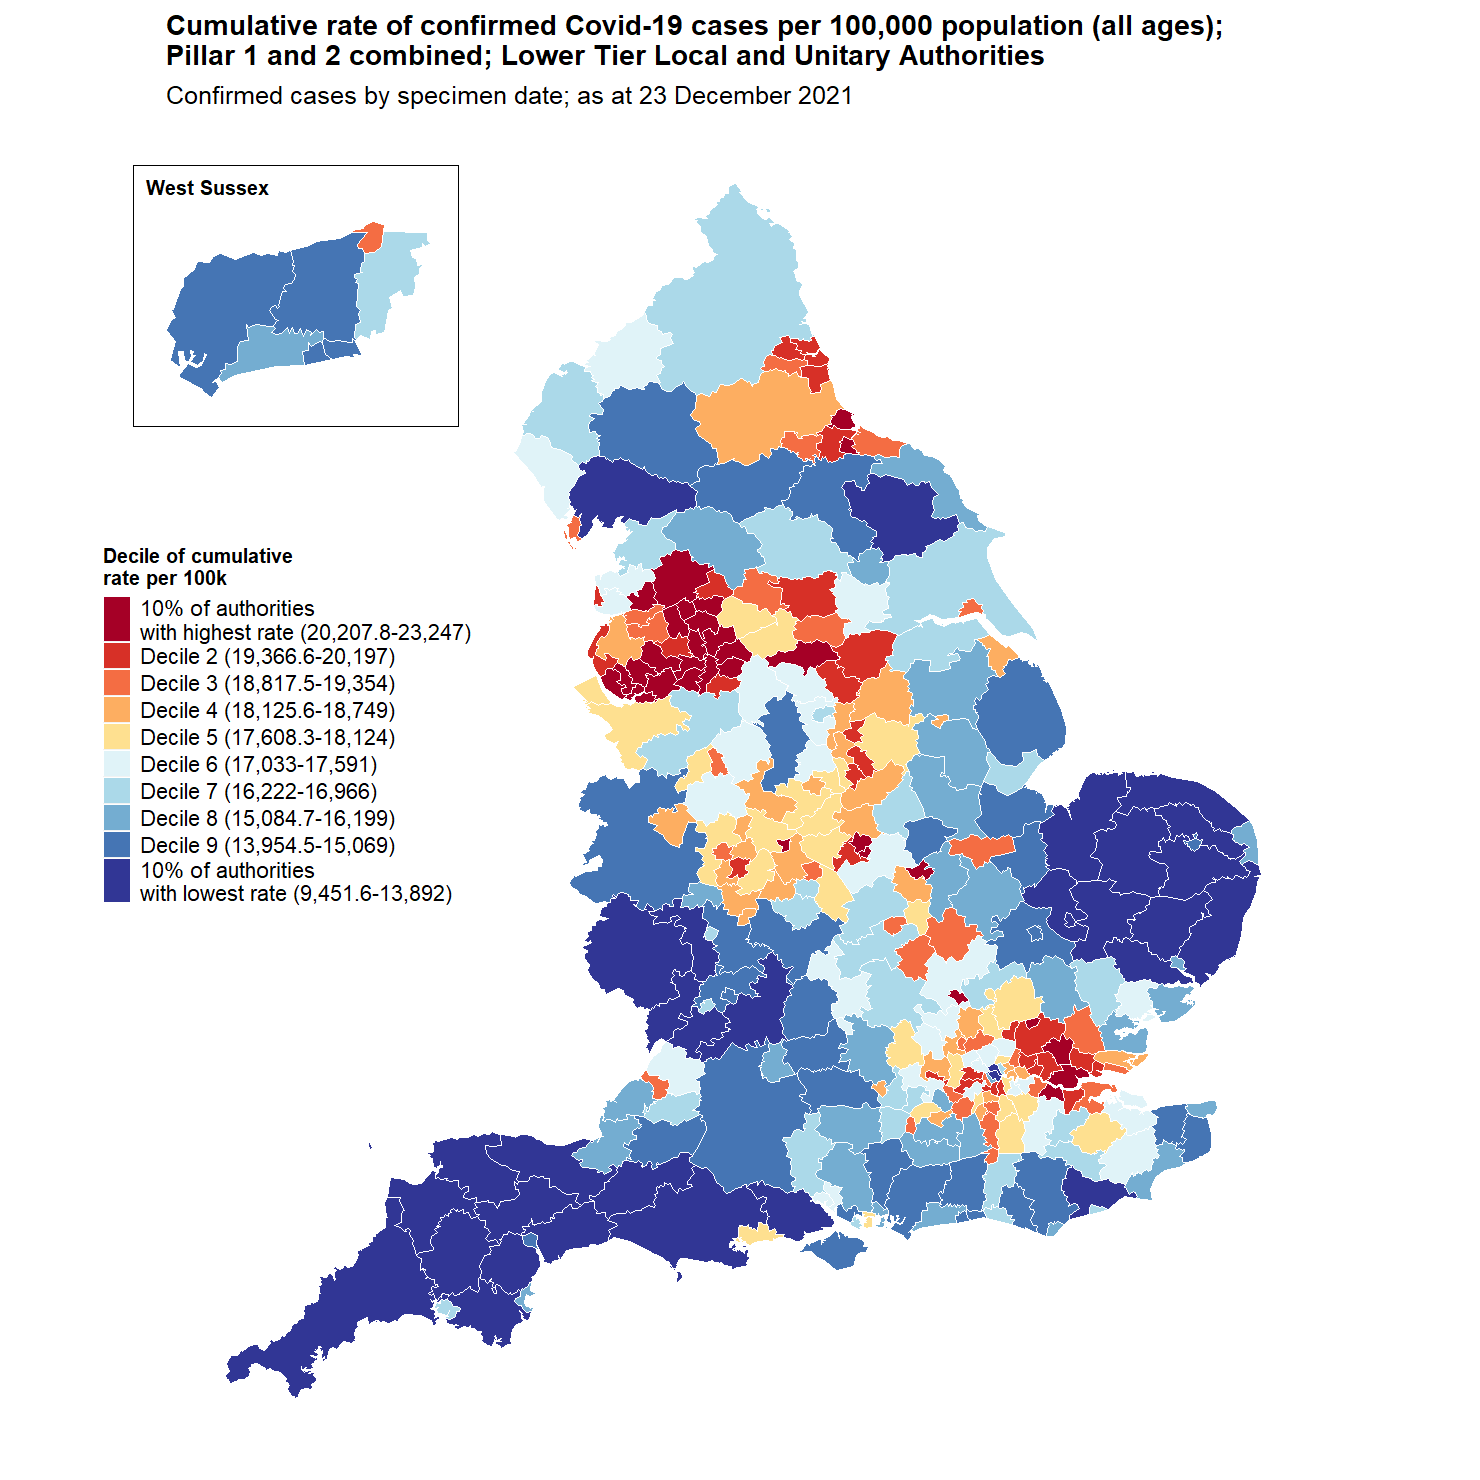 Cumulative rate of confirmed Covid-19 cases per 100,000 population (all ages);
Pillar 1 and 2 combined; Lower Tier Local and Unitary Authorities
Confirmed cases by specimen date; as at 23 December 2021
West Sussex
Decile of cumulative
rate per 100k
10% of authorities
with highest rate (20,207.8-23,247)
Decile 2 (19,366.6-20,197)
Decile 3 (18,817.5-19,354)
Decile 4 (18,125.6-18,749)
Decile 5 (17,608.3-18,124)
Decile 6 (17,033-17,591)
Decile 7 (16,222-16,966)
Decile 8 (15,084.7-16,199)
Decile 9 (13,954.5-15,069)
10% of authorities
with lowest rate (9,451.6-13,892)